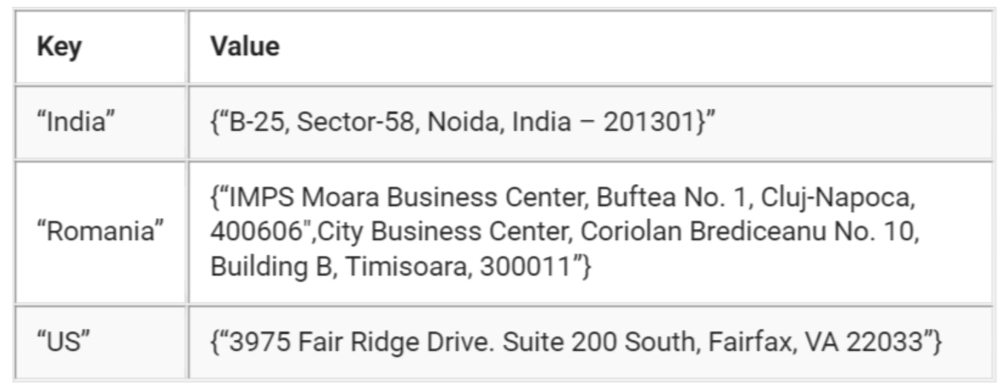 Key Value
“India” {“B-25, Sector-58, Noida, India – 201301}”
{“IMPS Moara Business Center, Buftea No. 1, Cluj-Napoca,
“Romania” 400606",City Business Center, Coriolan Brediceanu No. 10,
Building B, Timisoara, 300011”}
“US” {“3975 Fair Ridge Drive. Suite 200 South, Fairfax, VA 22033”}